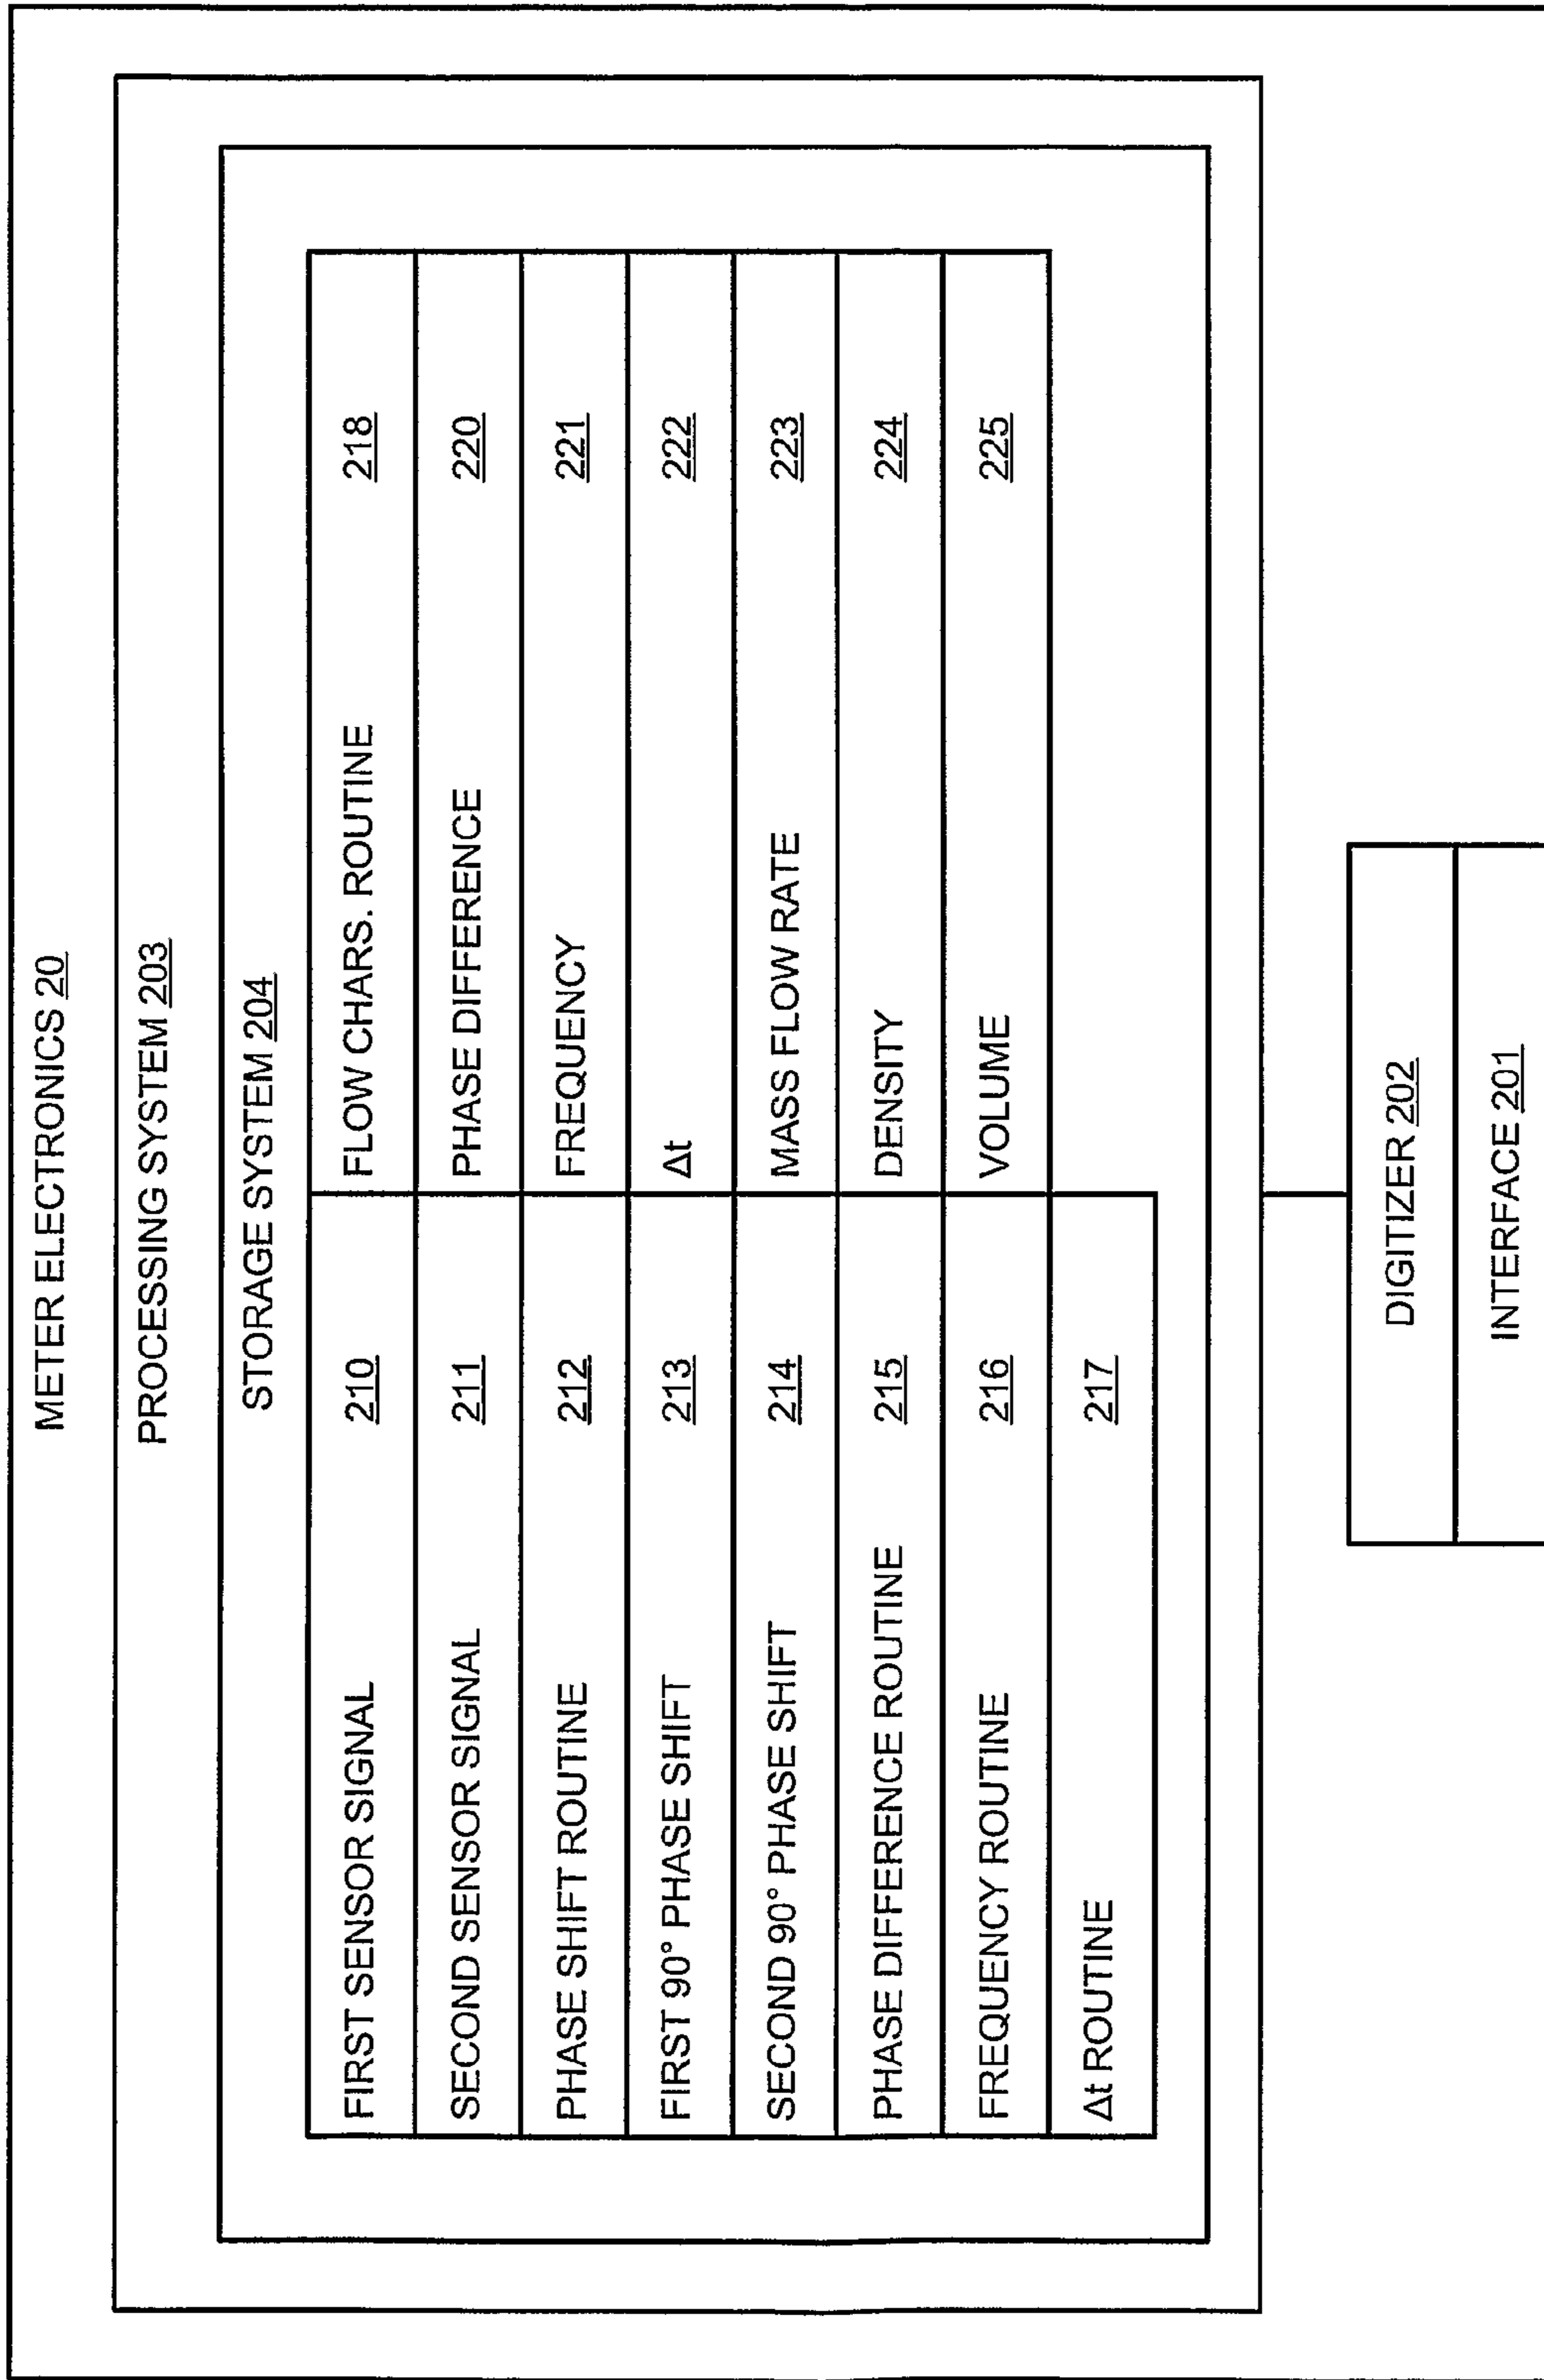 METER ELECTRONICS 20
PROCESSING SYSTEM 203
STORAGE SYSTEM 204
FIRST SENSOR SIGNAL 210
SECOND SENSOR SIGNAL 211
PHASE SHIFT ROUTINE 212
FIRST 90° PHASE SHIFT 213
SECOND 90° PHASE SHIFT 214
PHASE DIFFERENCE ROUTINE 215
FREQUENCY ROUTINE 216
Δt ROUTINE 217
FLOW CHARS. ROUTINE 218
PHASE DIFFERENCE 220
FREQUENCY 221
Δt 222
MASS FLOW RATE 223
DENSITY 224
VOLUME 225
DIGITIZER 202
INTERFACE 201